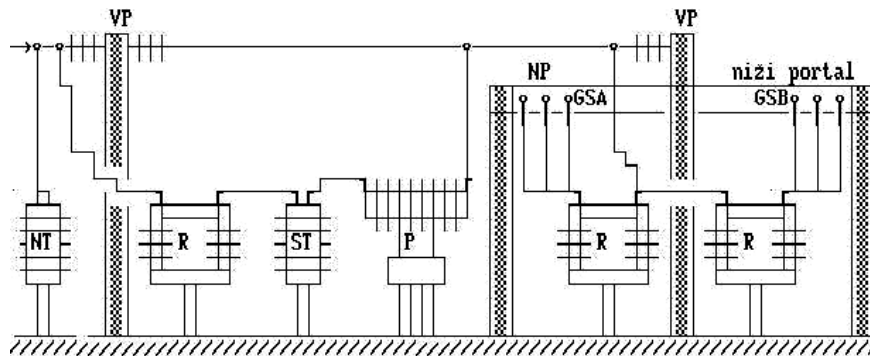 VP VP
NP niži portal
GSA GSB
NT R ST P R R